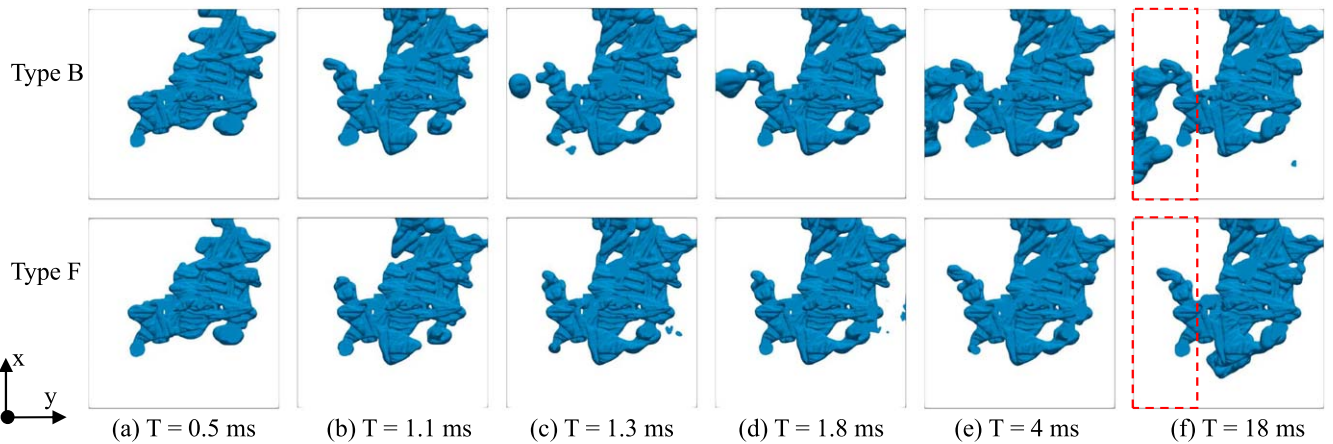 Type B
Type F
x
y
(a) T = 0.5 ms
(b) T = 1.1 ms
(c) T = 1.3 ms
(d) T = 1.8 ms
(e) T = 4 ms
(f) T = 18 ms